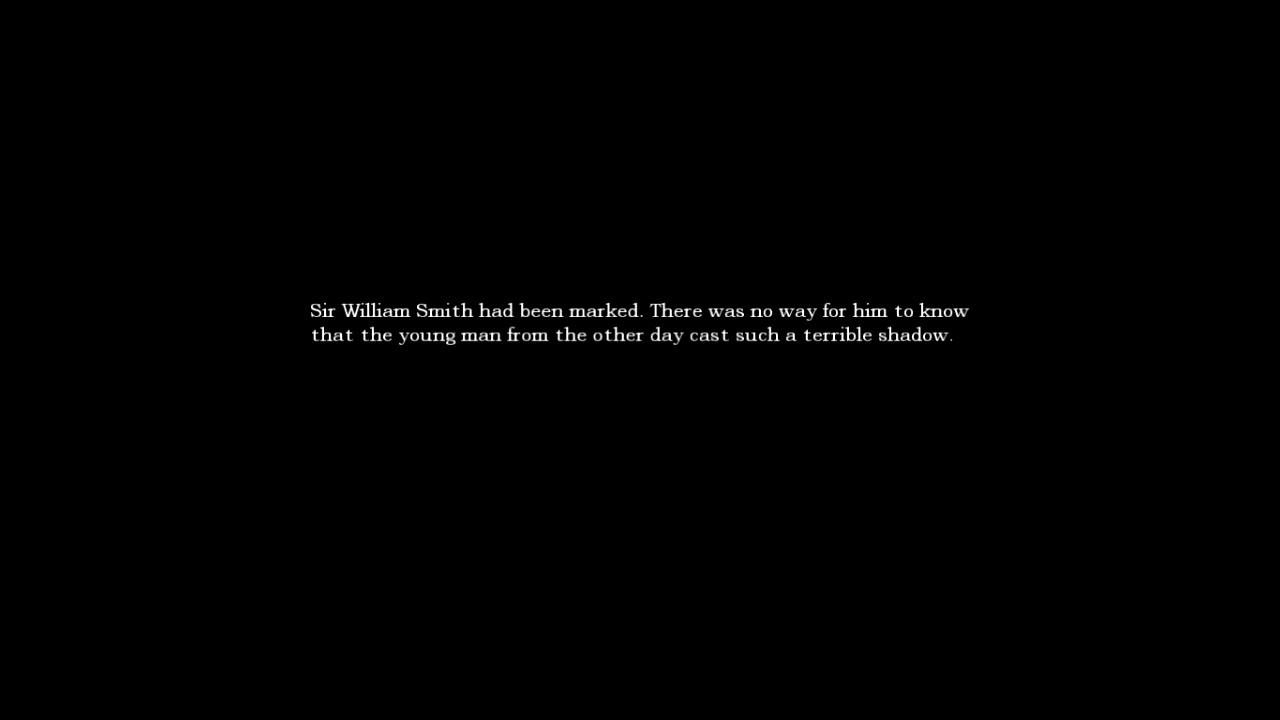 Sir William Smith had been marked. There was no way for him to know
that the young man from the other day cast such a terrible shadow.